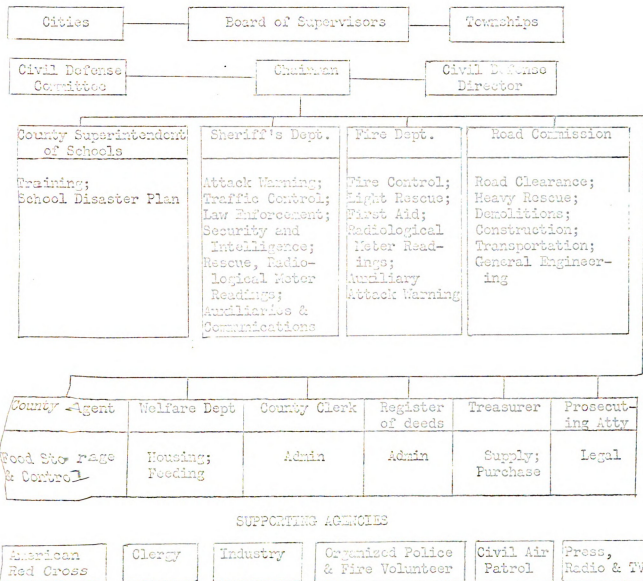 Cities
Board of Supervisors
Townships
Civil Defense
Committee
Chairman
Civil Defense
Director
County Superintendent
of Schools
Training;
School Disaster Plan
Sheriff's Dept.
Attack Warning;
Traffic Control;
Law Enforcement;
Security and
Intelligence;
Rescue, Radio-
logical Meter
Readings;
Auxiliaries &
Communications
Fire Dept.
Fire Control;
Light Rescue;
First Aid;
Radiological
Meter Read-
ings;
Auxiliary
Attack Warning
Road Commission
Road Clearance;
Heavy Rescue;
Demolitions;
Construction;
Transportation;
General Engineer-
ing
County Agent
Food Storage
& Control
Welfare Dept
Housing;
Feeding
County Clerk
Admin
Register
of deeds
Admin
Treasurer
Supply;
Purchase
Prosecut-
ing Atty
Legal
SUPPORTING AGENCIES
American
Red Cross
Clergy
Industry
Organized Police
& Fire Volunteer
Civil Air
Patrol
Press,
Radio & TV